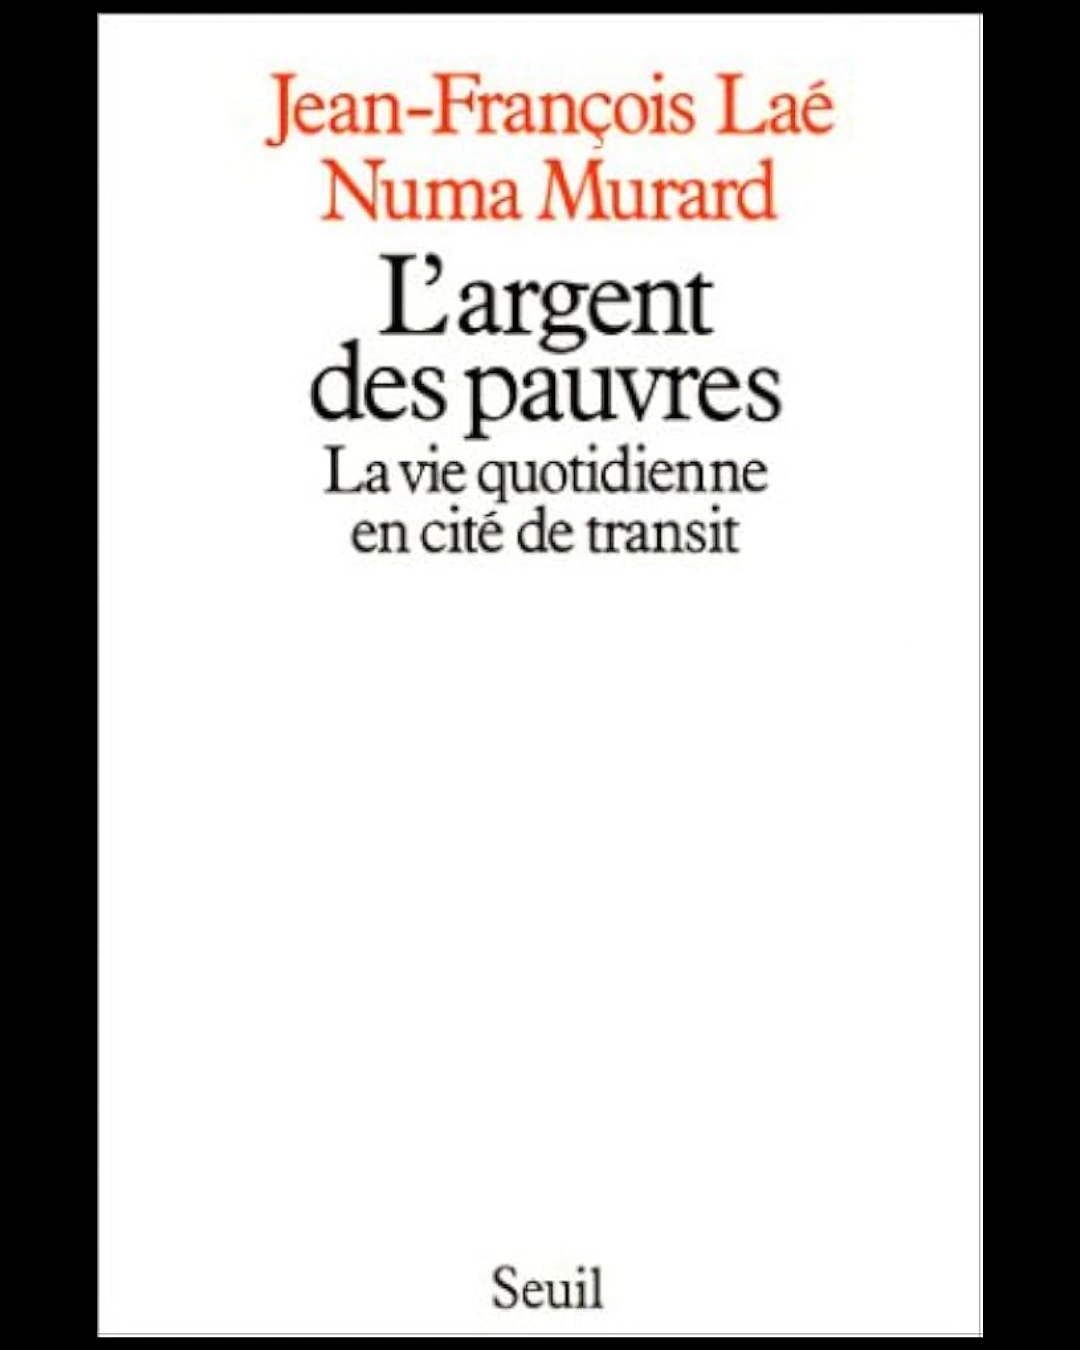 Jean-François Laé
Numa Murard
L'argent
des pauvres
La vie quotidienne
en cité de transit
Seuil